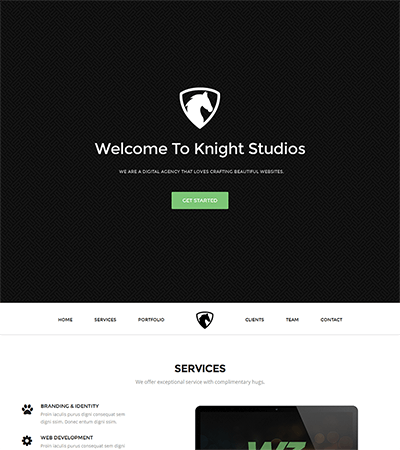 Welcome To Knight Studios
WE ARE A DIGITAL AGENCY THAT LOVES CRAFTING BEAUTIFUL WEBSITES.
GET STARTED
HOME SERVICES PORTFOLIO CLIENTS TEAM CONTACT
SERVICES
We offer exceptional service with complimentary hugs.
BRANDING & IDENTITY
Proin iaculis purus digni consequat sem
digni ssim. Donec entum digni ssim.
WEB DEVELOPMENT
Proin iaculis purus consequat sem digni
W3